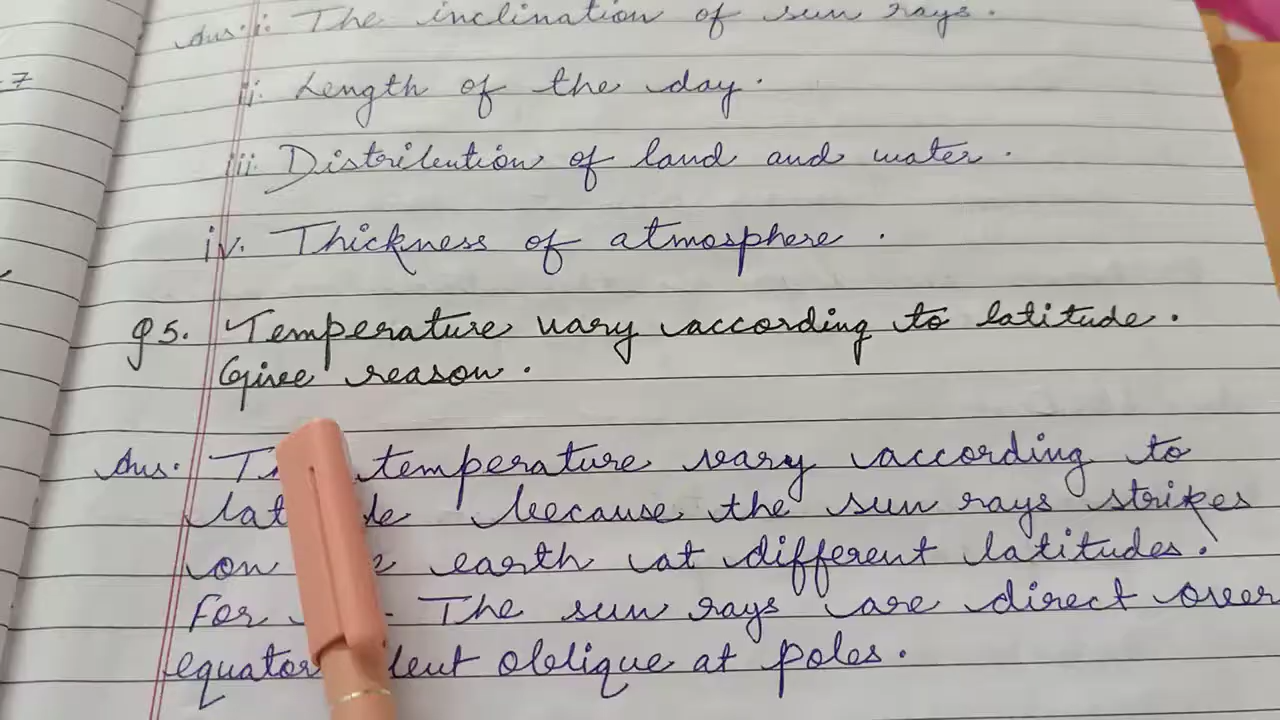 Ans. i. The inclination of sun rays.
-7
ii. Length of the day.
iii. Distribution of land and water.
iv. Thickness of atmosphere.
Q5. Temperature vary according to latitude.
Give reason.
Ans. temperature vary according to
because the sun rays strikes
on earth at different latitudes.
For The sun rays are direct over
equator but oblique at poles.